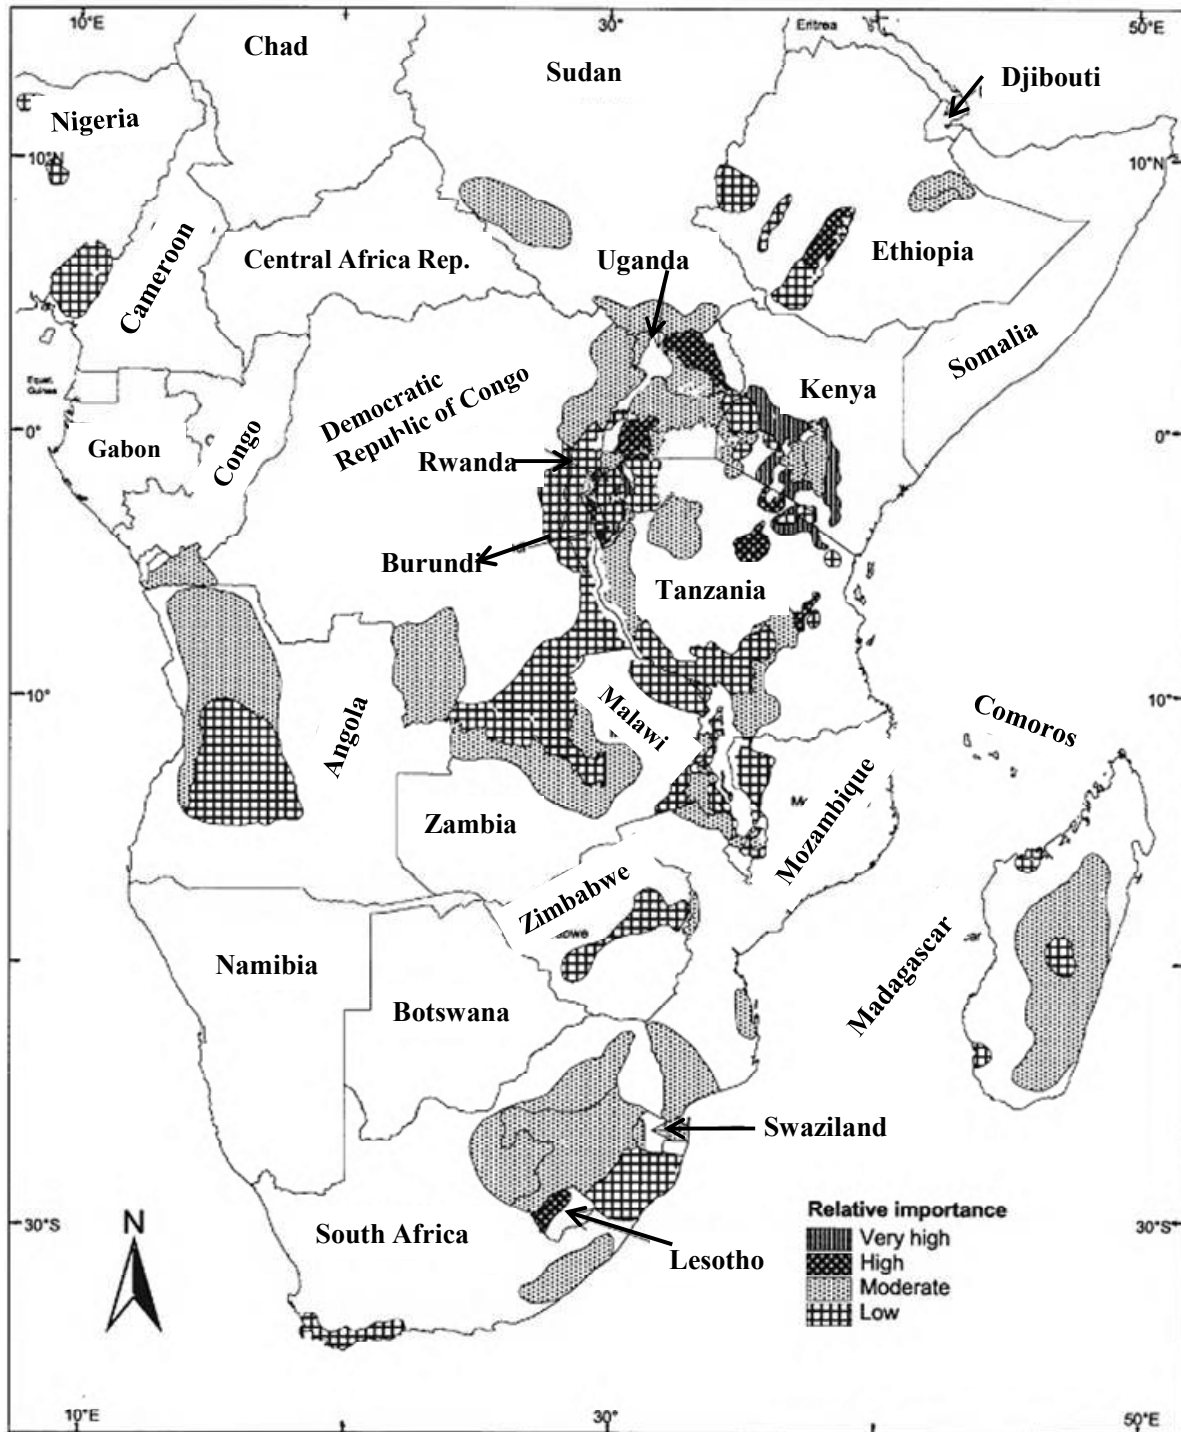 10°E
30°
50°E
Chad
Sudan
Eritrea
Djibouti
Nigeria
10°N
10°N
Cameroon
Central Africa Rep.
Uganda
Ethiopia
Somalia
Equat.
Guinea
Democratic
Republic of Congo
Kenya
0°
0°
Gabon
Congo
Rwanda
Burundi
Tanzania
10°
10°
Angola
Malawi
Comoros
Zambia
Mozambique
Zimbabwe
Madagascar
Namibia
Botswana
Swaziland
South Africa
Lesotho
30°S
30°S
N
Relative importance
Very high
High
Moderate
Low
10°E
30°
50°E